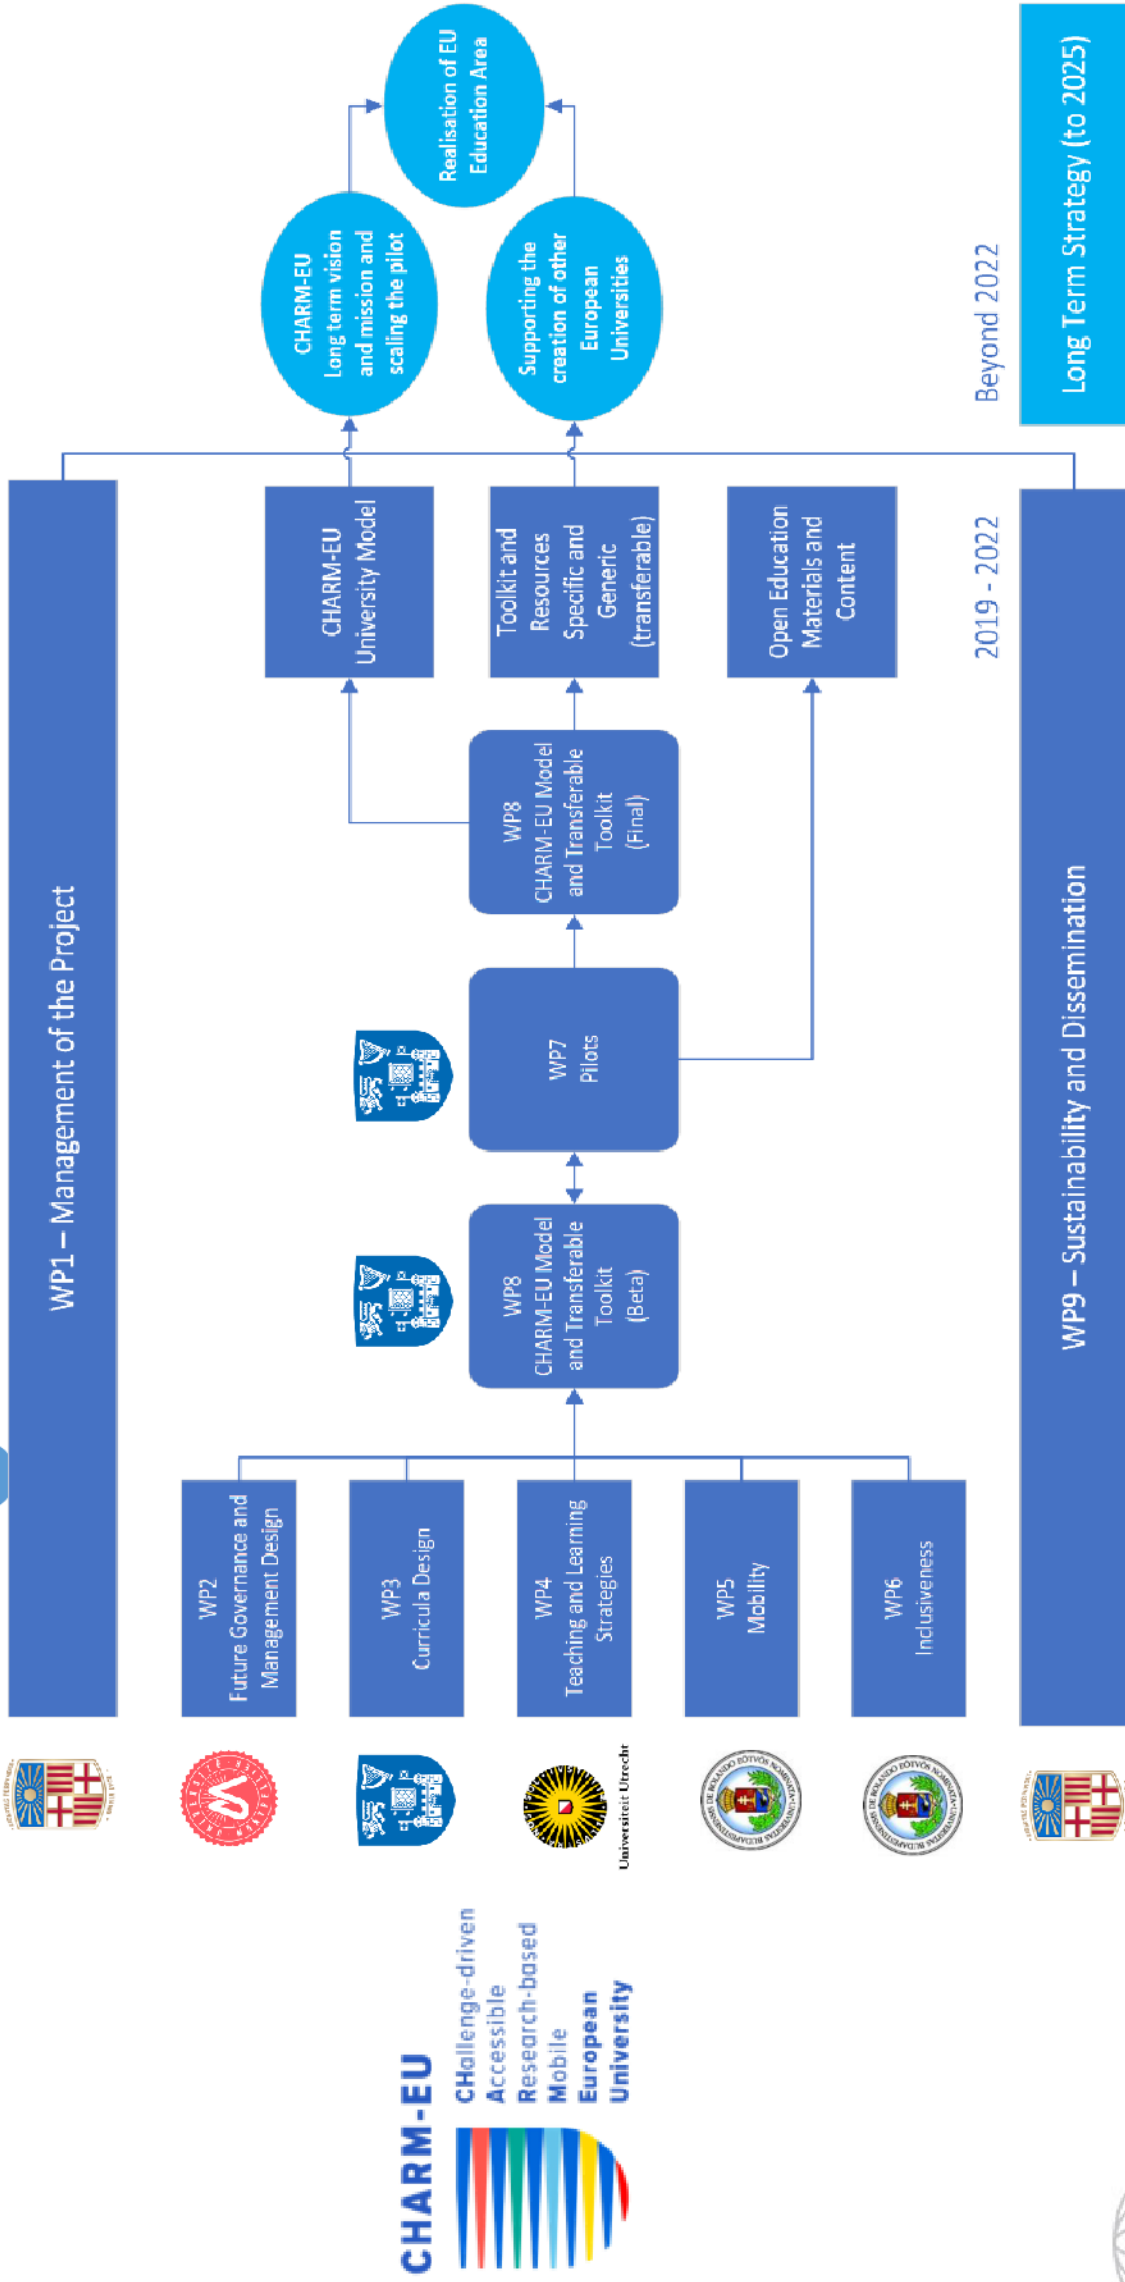 CHARM-EU
CHallenge-driven
Accessible
Research-based
Mobile
European
University
WP1 – Management of the Project
WP2
Future Governance and
Management Design
WP3
Curricula Design
WP4
Teaching and Learning
Strategies
Universiteit Utrecht
WP5
Mobility
WP6
Inclusiveness
WP8
CHARM-EU Model
and Transferable
Toolkit
(Beta)
WP7
Pilots
WP8
CHARM-EU Model
and Transferable
Toolkit
(Final)
CHARM-EU
University Model
Toolkit and
Resources
Specific and
Generic
(transferable)
Open Education
Materials and
Content
CHARM-EU
Long term vision
and mission and
scaling the pilot
Supporting the
creation of other
European
Universities
Realisation of EU
Education Area
2019 - 2022
Beyond 2022
WP9 – Sustainability and Dissemination
Long Term Strategy (to 2025)